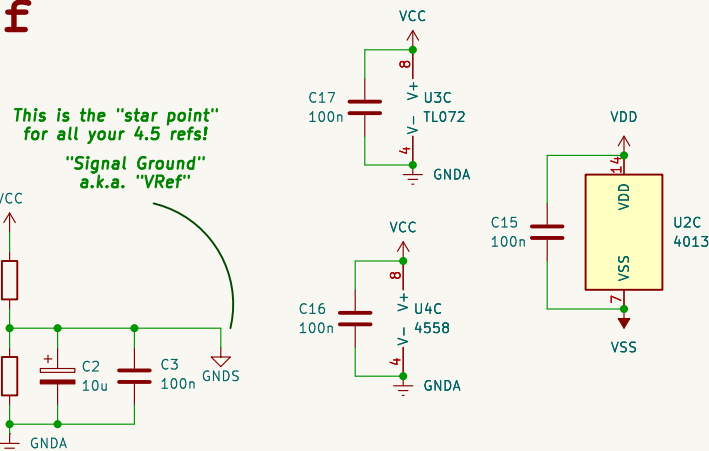 f
This is the "star point"
for all your 4.5 refs!
"Signal Ground"
a.k.a. "VRef"
VCC
+
C2
10u
C3
100n
GNDS
GNDA
VCC
8
C17
100n
V+
V-
U3C
TL072
4
GNDA
VCC
8
C16
100n
V+
V-
U4C
4558
4
GNDA
VDD
14
VDD
C15
100n
U2C
4013
VSS
7
VSS